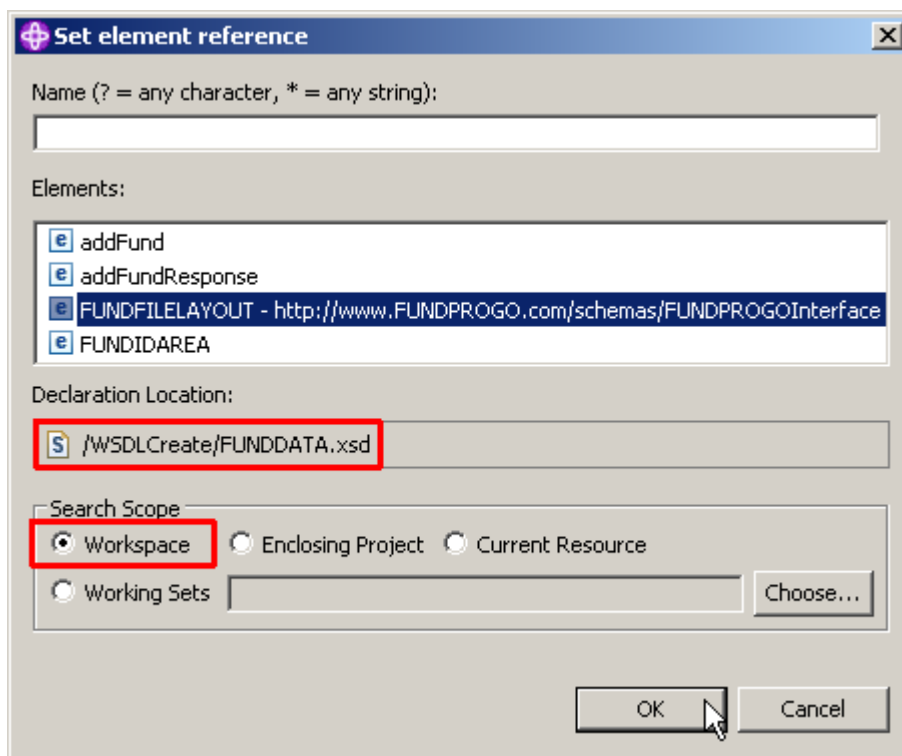 Set element reference
Name (? = any character, * = any string):
Elements:
addFund
addFundResponse
FUNDFILELAYOUT - http://www.FUNDPROGO.com/schemas/FUNDPROGOInterface
FUNDIDAREA
Declaration Location:
/WSDLCreate/FUNDDATA.xsd
Search Scope
Workspace Enclosing Project Current Resource
Working Sets Choose...
OK Cancel